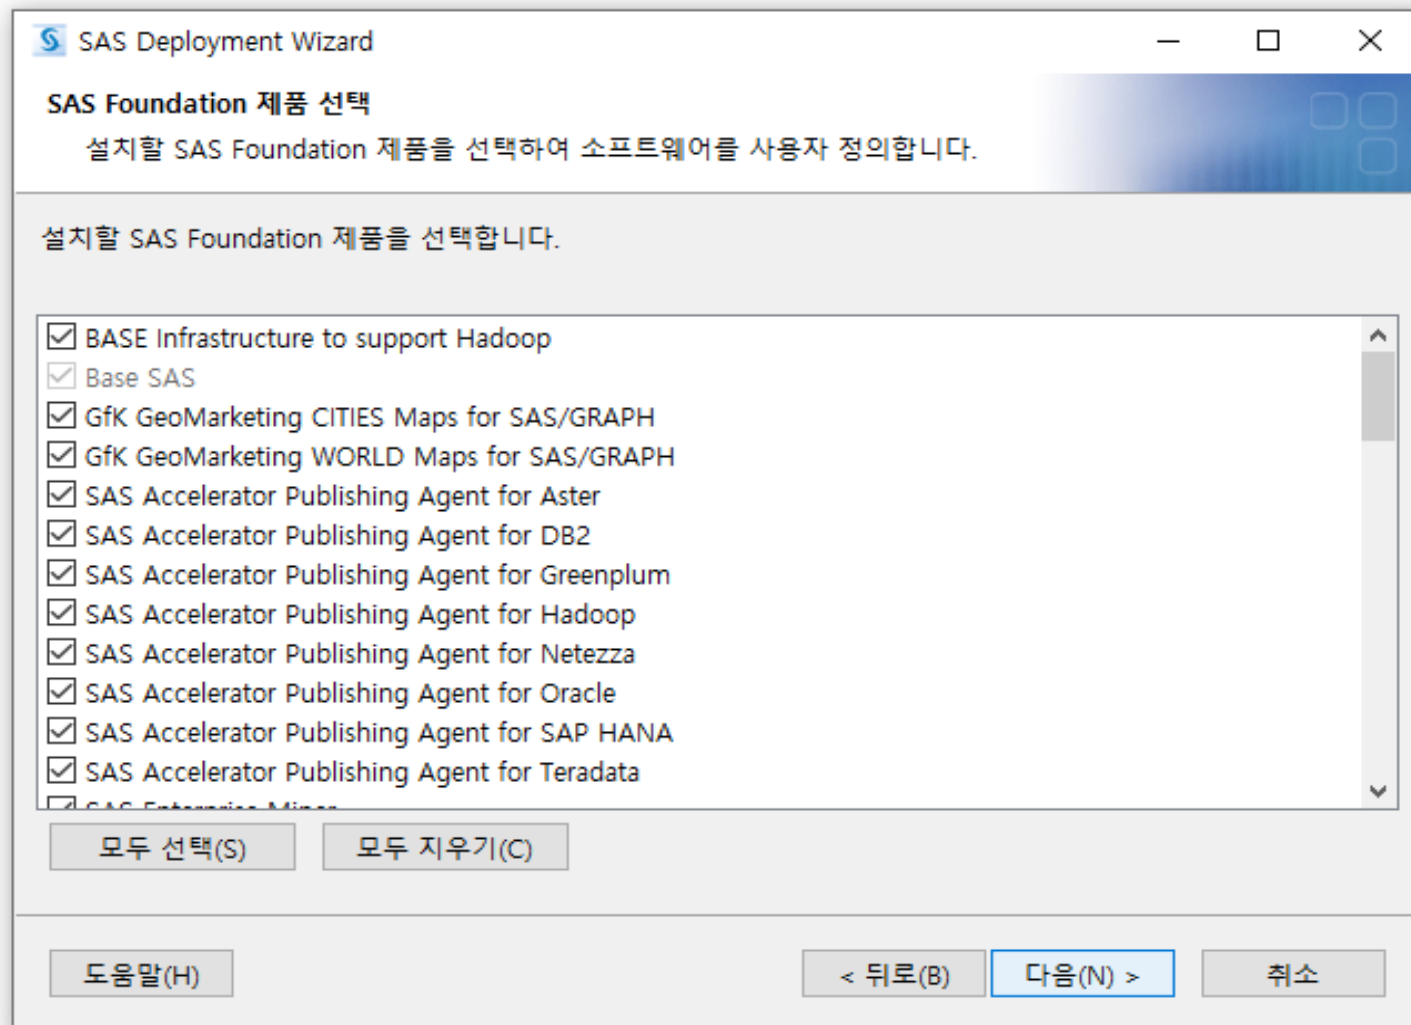 SAS Deployment Wizard
SAS Foundation 제품 선택
설치할 SAS Foundation 제품을 선택하여 소프트웨어를 사용자 정의합니다.
설치할 SAS Foundation 제품을 선택합니다.
BASE Infrastructure to support Hadoop
Base SAS
GfK GeoMarketing CITIES Maps for SAS/GRAPH
GfK GeoMarketing WORLD Maps for SAS/GRAPH
SAS Accelerator Publishing Agent for Aster
SAS Accelerator Publishing Agent for DB2
SAS Accelerator Publishing Agent for Greenplum
SAS Accelerator Publishing Agent for Hadoop
SAS Accelerator Publishing Agent for Netezza
SAS Accelerator Publishing Agent for Oracle
SAS Accelerator Publishing Agent for SAP HANA
SAS Accelerator Publishing Agent for Teradata
SAS Enterprise Miner
모두 선택(S) 모두 지우기(C)
도움말(H) < 뒤로(B) 다음(N) > 취소